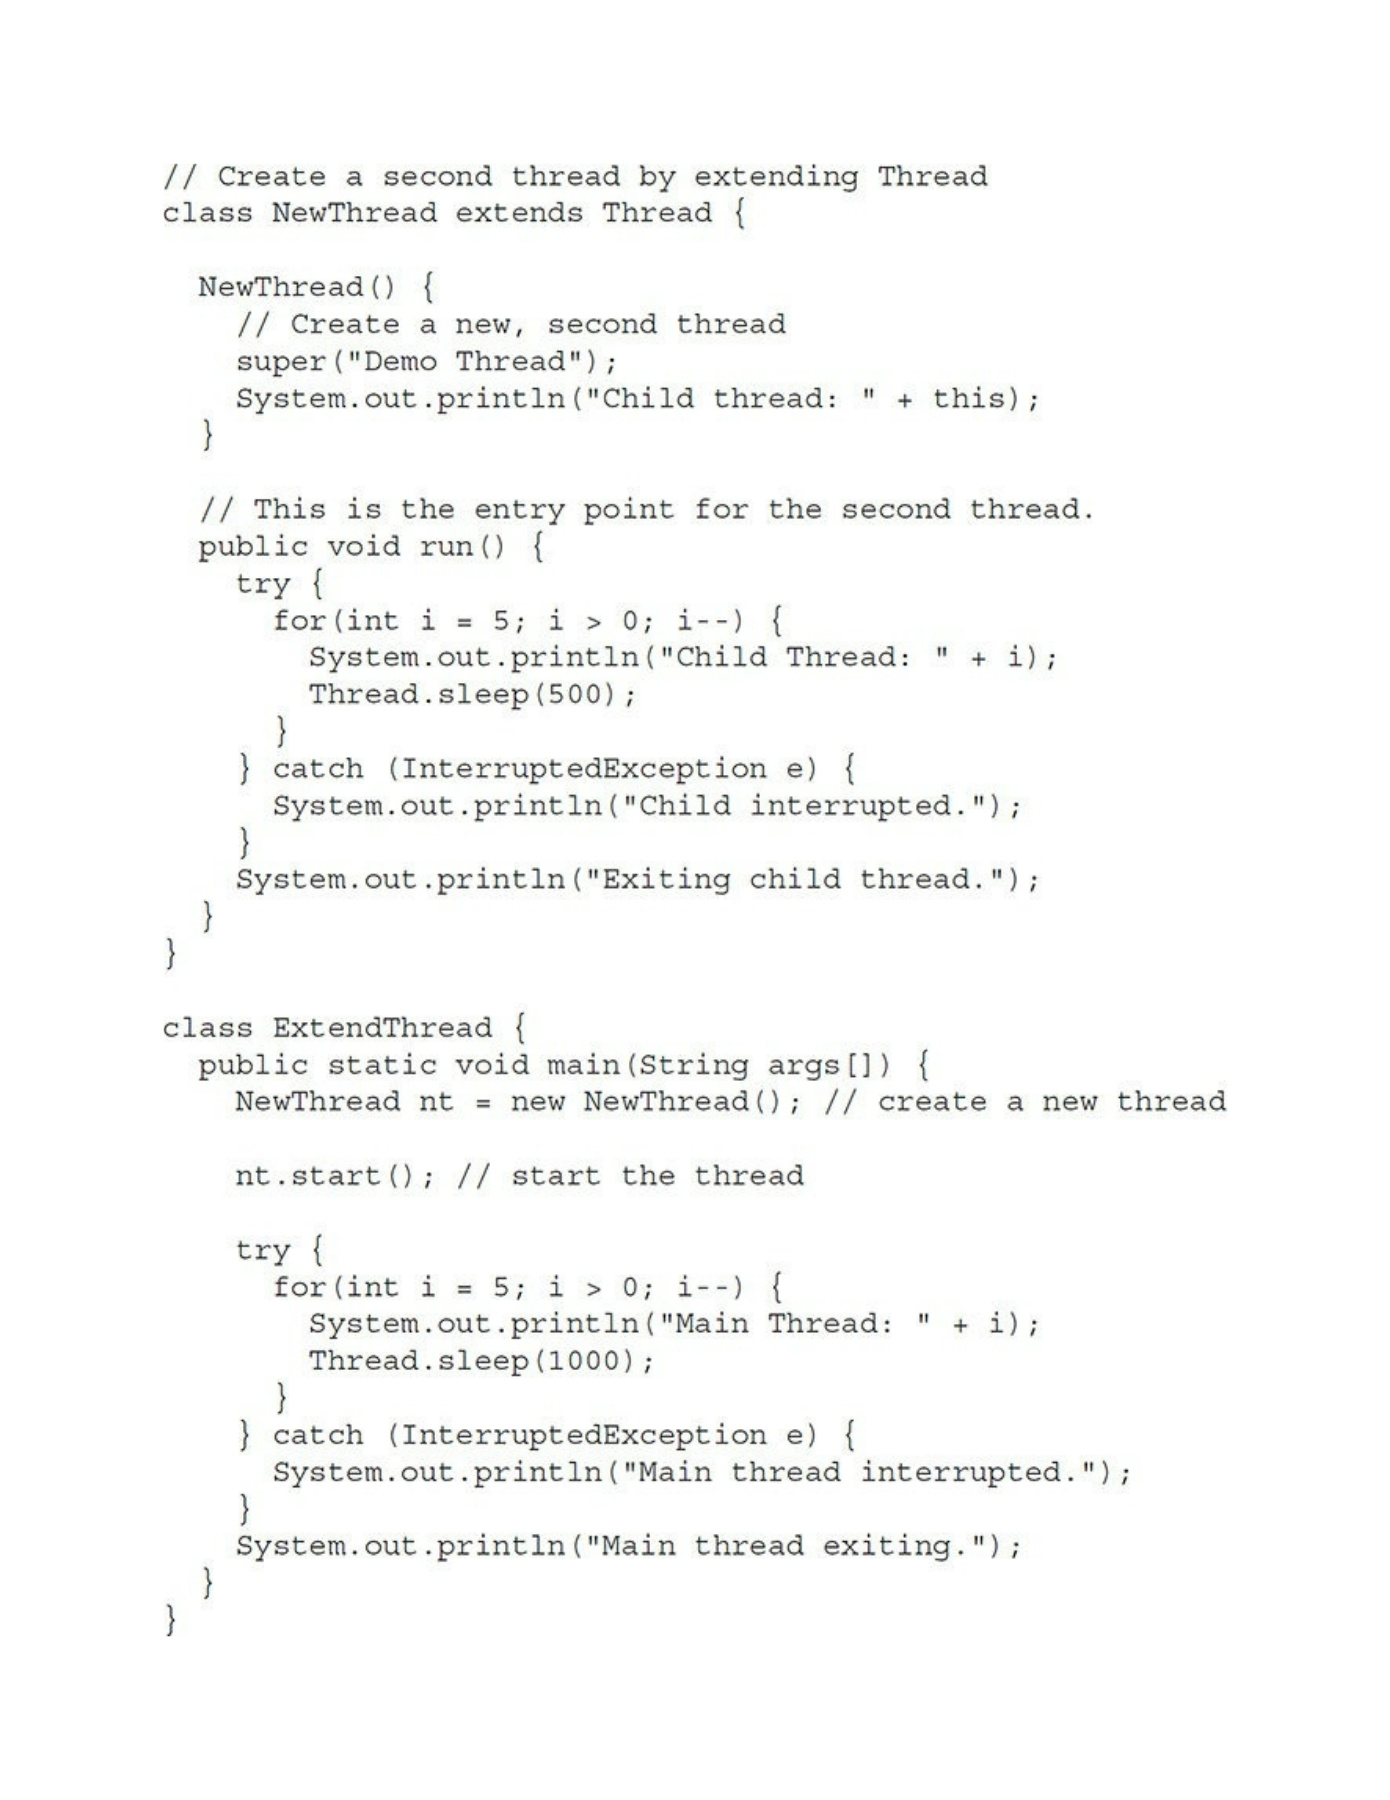 // Create a second thread by extending Thread
class NewThread extends Thread {
NewThread() {
// Create a new, second thread
super("Demo Thread");
System.out.println("Child thread: " + this);
}
// This is the entry point for the second thread.
public void run() {
try {
for(int i = 5; i > 0; i--) {
System.out.println("Child Thread: " + i);
Thread.sleep(500);
}
} catch (InterruptedException e) {
System.out.println("Child interrupted.");
}
System.out.println("Exiting child thread.");
}
}
class ExtendThread {
public static void main(String args[]) {
NewThread nt = new NewThread(); // create a new thread
nt.start(); // start the thread
try {
for(int i = 5; i > 0; i--) {
System.out.println("Main Thread: " + i);
Thread.sleep(1000);
}
} catch (InterruptedException e) {
System.out.println("Main thread interrupted.");
}
System.out.println("Main thread exiting.");
}
}